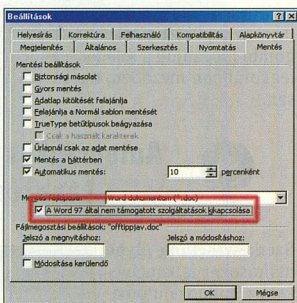 Beállítások
Helyesírás Korrektúra Felhasználó Kompatibilitás Alapkönyvtár
Megjelenítés Általános Szerkesztés Nyomtatás Mentés
Mentési beállítások
Biztonsági másolat
Gyors mentés
Adatlap kitöltését felajánlja
Felajánlja a Normál sablon mentését
TrueType betűtípusok beágyazása
Csak a használt karakterek
Űrlapnál csak az adat mentése
Mentés a háttérben
Automatikus mentés: 10 percenként
Mentés fájltípusa: Word dokumentum (*.doc)
A Word 97 által nem támogatott szolgáltatások kikapcsolása
Fájlmegosztási beállítások: "offtippjav.doc"
Jelszó a megnyitáshoz: Jelszó a módosításhoz:
Módosítása kerülendő
OK Mégse